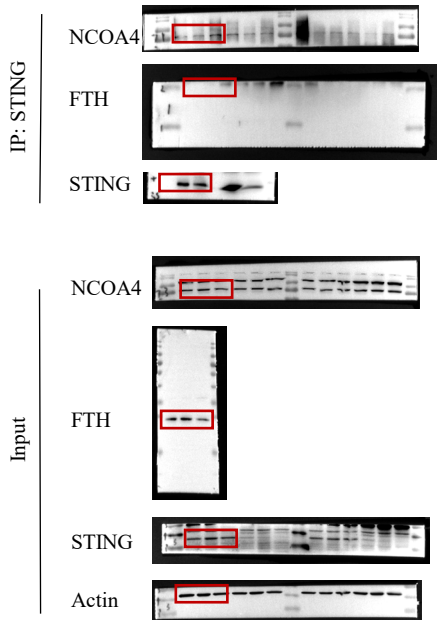 IP: STING
NCOA4
FTH
STING
Input
NCOA4
FTH
STING
Actin